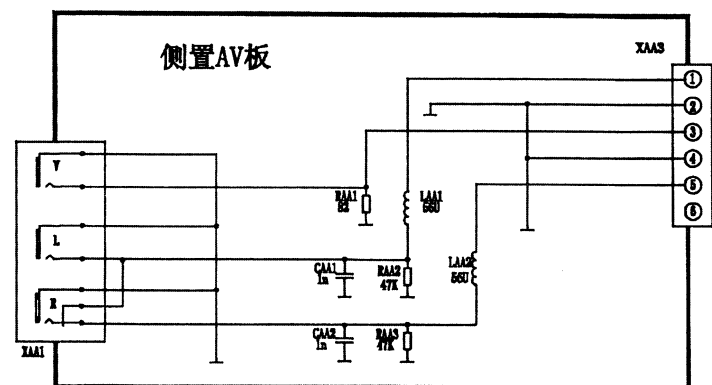 侧置AV板
XAA3
①
②
③
④
⑤
⑥
V
L
R
RAA1
82
LAA1
56U
LAA2
56U
CAA1
1n
RAA2
47K
CAA2
1n
RAA3
47K
XAA1